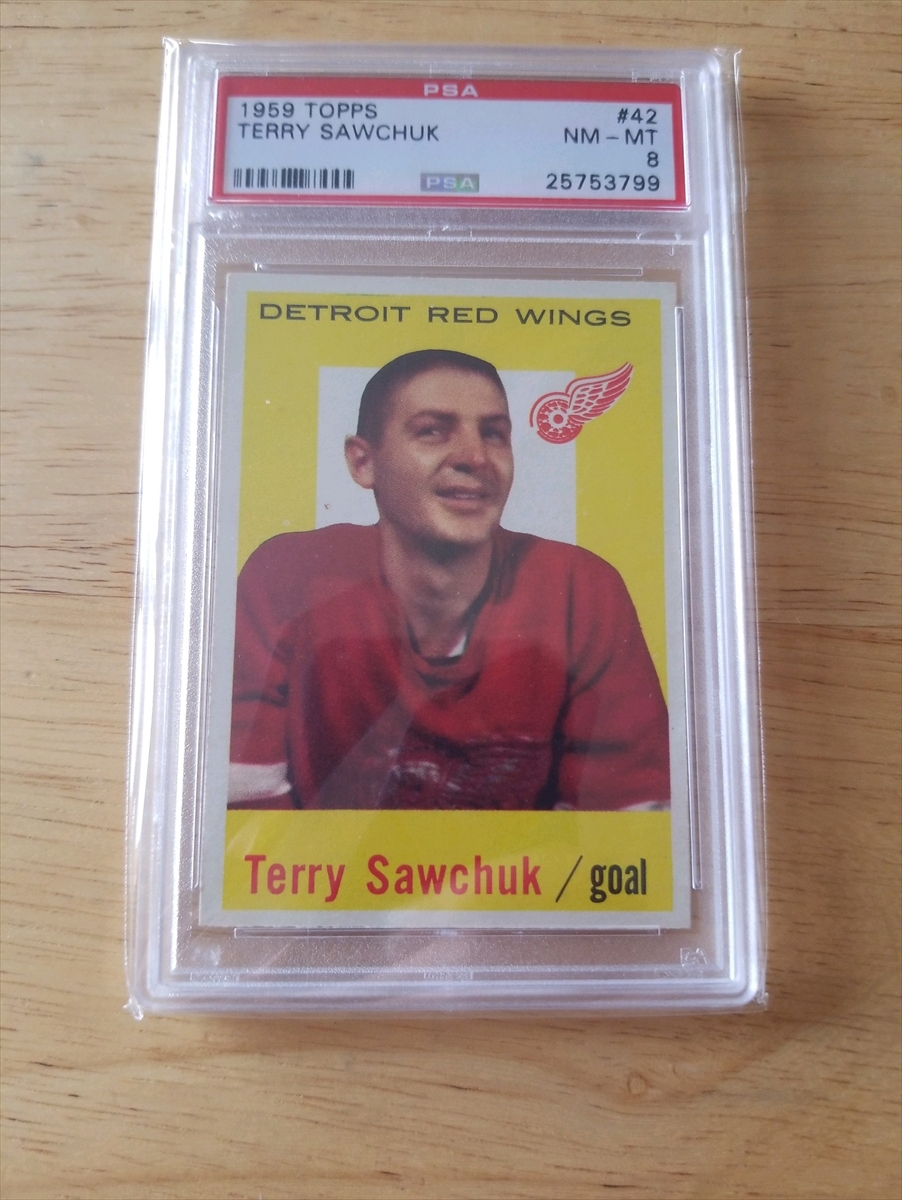 PSA
1959 TOPPS #42
TERRY SAWCHUK NM-MT
8
PSA 25753799
DETROIT RED WINGS
Terry Sawchuk / goal